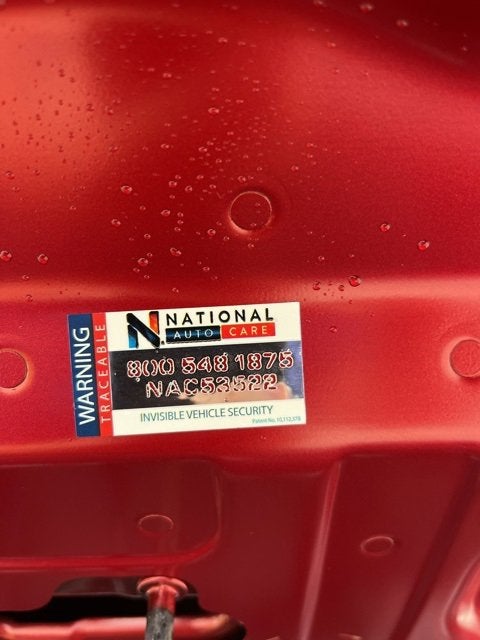 WARNING
TRACEABLE
N. NATIONAL
AUTO CARE
800 548 1875
NAC53522
INVISIBLE VEHICLE SECURITY